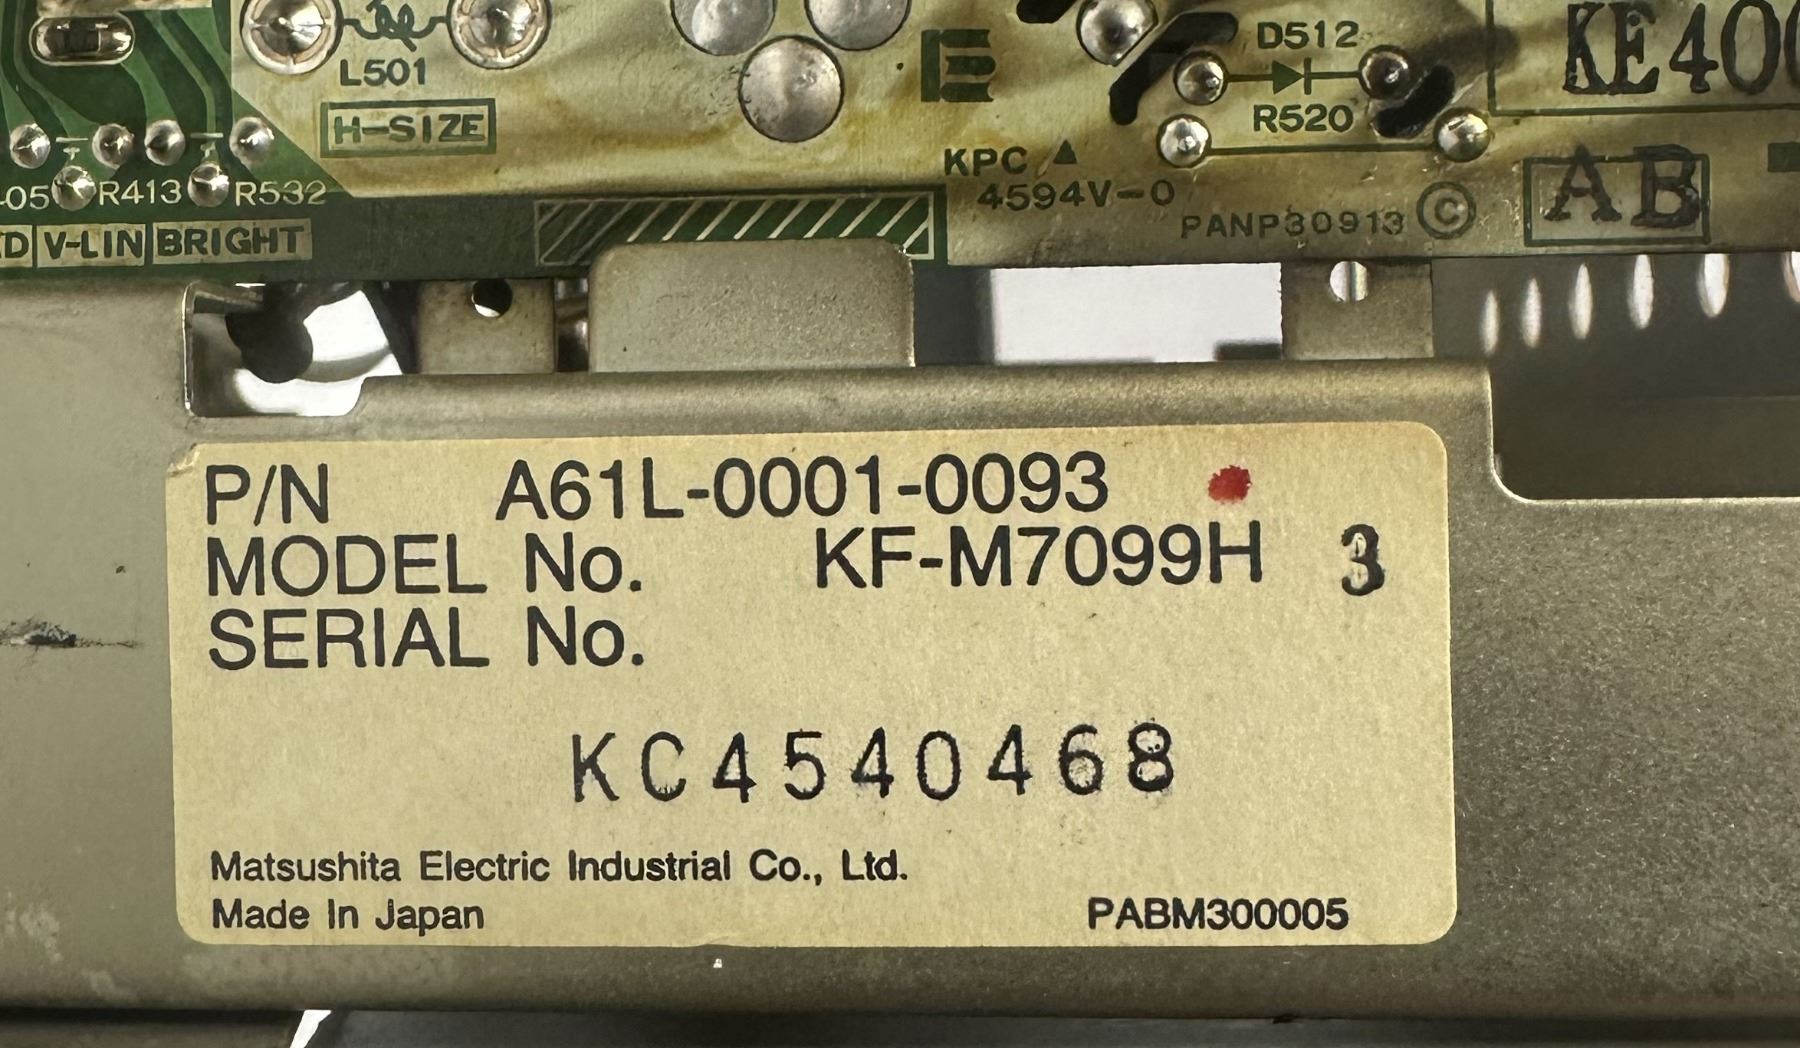 L501
H-SIZE
D512
R520
KE400
KPC
4594V-0
PANP30913 ©
AB
R413
R532
V-LIN
BRIGHT
P/N A61L-0001-0093
MODEL No. KF-M7099H 3
SERIAL No.
KC4540468
Matsushita Electric Industrial Co., Ltd.
Made In Japan
PABM300005